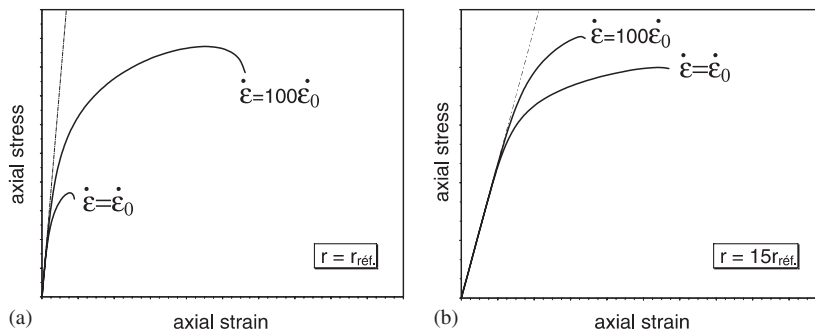 axial stress
ε̇=100ε̇₀
ε̇=ε̇₀
r = rréf.
(a)
axial strain
axial stress
ε̇=100ε̇₀
ε̇=ε̇₀
r = 15rréf.
(b)
axial strain